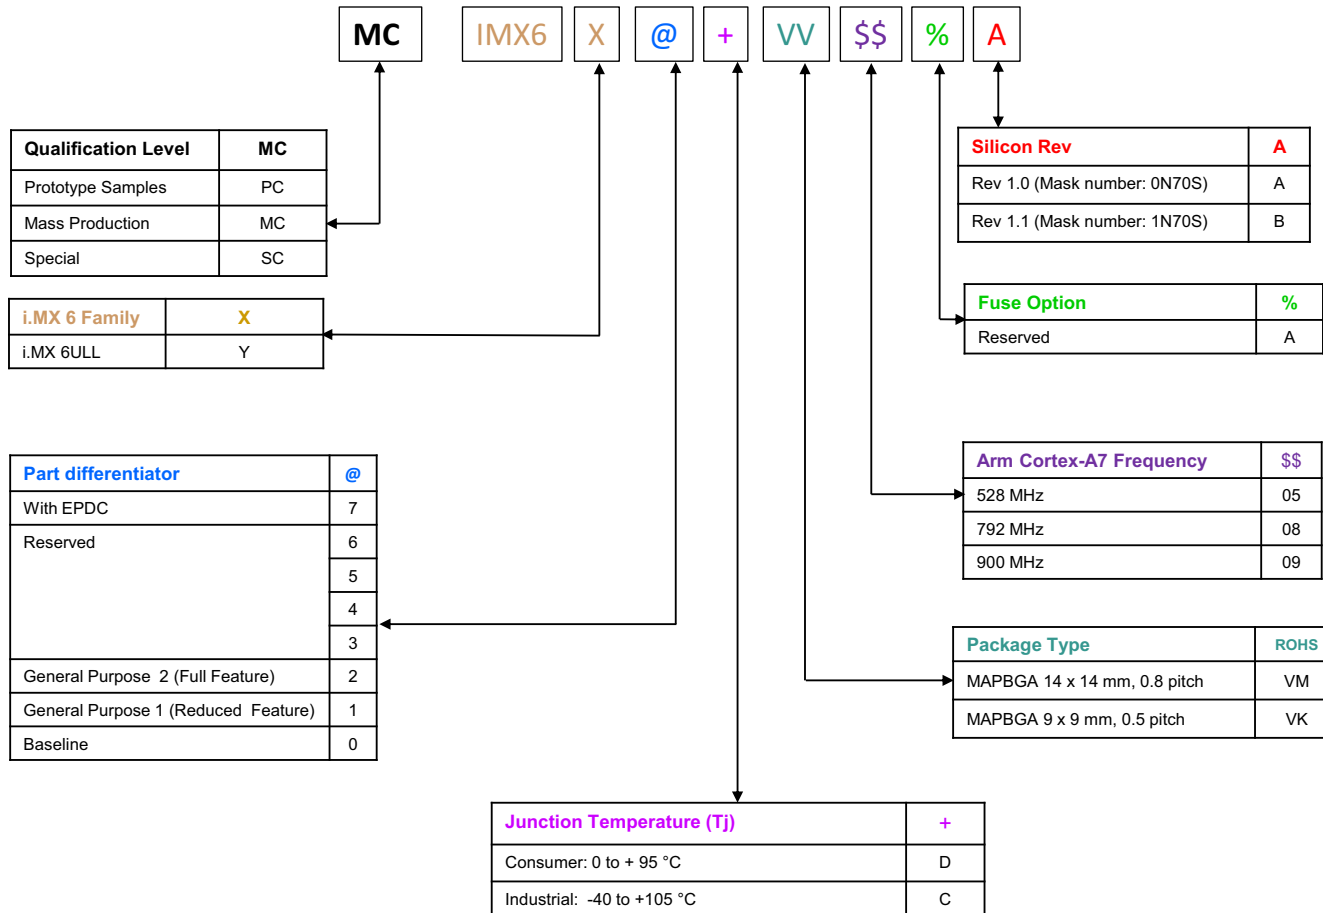 MC IMX6 X @ + VV $$ % A
Qualification Level MC
Prototype Samples PC
Mass Production MC
Special SC
Silicon Rev A
Rev 1.0 (Mask number: 0N70S) A
Rev 1.1 (Mask number: 1N70S) B
i.MX 6 Family X
i.MX 6ULL Y
Fuse Option %
Reserved A
Part differentiator @
With EPDC 7
Reserved 6
5
4
3
General Purpose 2 (Full Feature) 2
General Purpose 1 (Reduced Feature) 1
Baseline 0
Arm Cortex-A7 Frequency $$
528 MHz 05
792 MHz 08
900 MHz 09
Package Type ROHS
MAPBGA 14 x 14 mm, 0.8 pitch VM
MAPBGA 9 x 9 mm, 0.5 pitch VK
Junction Temperature (Tj) +
Consumer: 0 to + 95 °C D
Industrial: -40 to +105 °C C